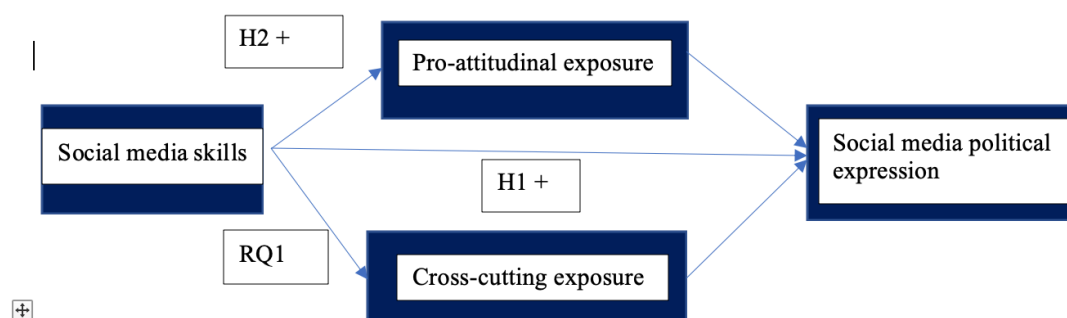 H2 +
Pro-attitudinal exposure
Social media skills
Social media political
expression
H1 +
RQ1
Cross-cutting exposure